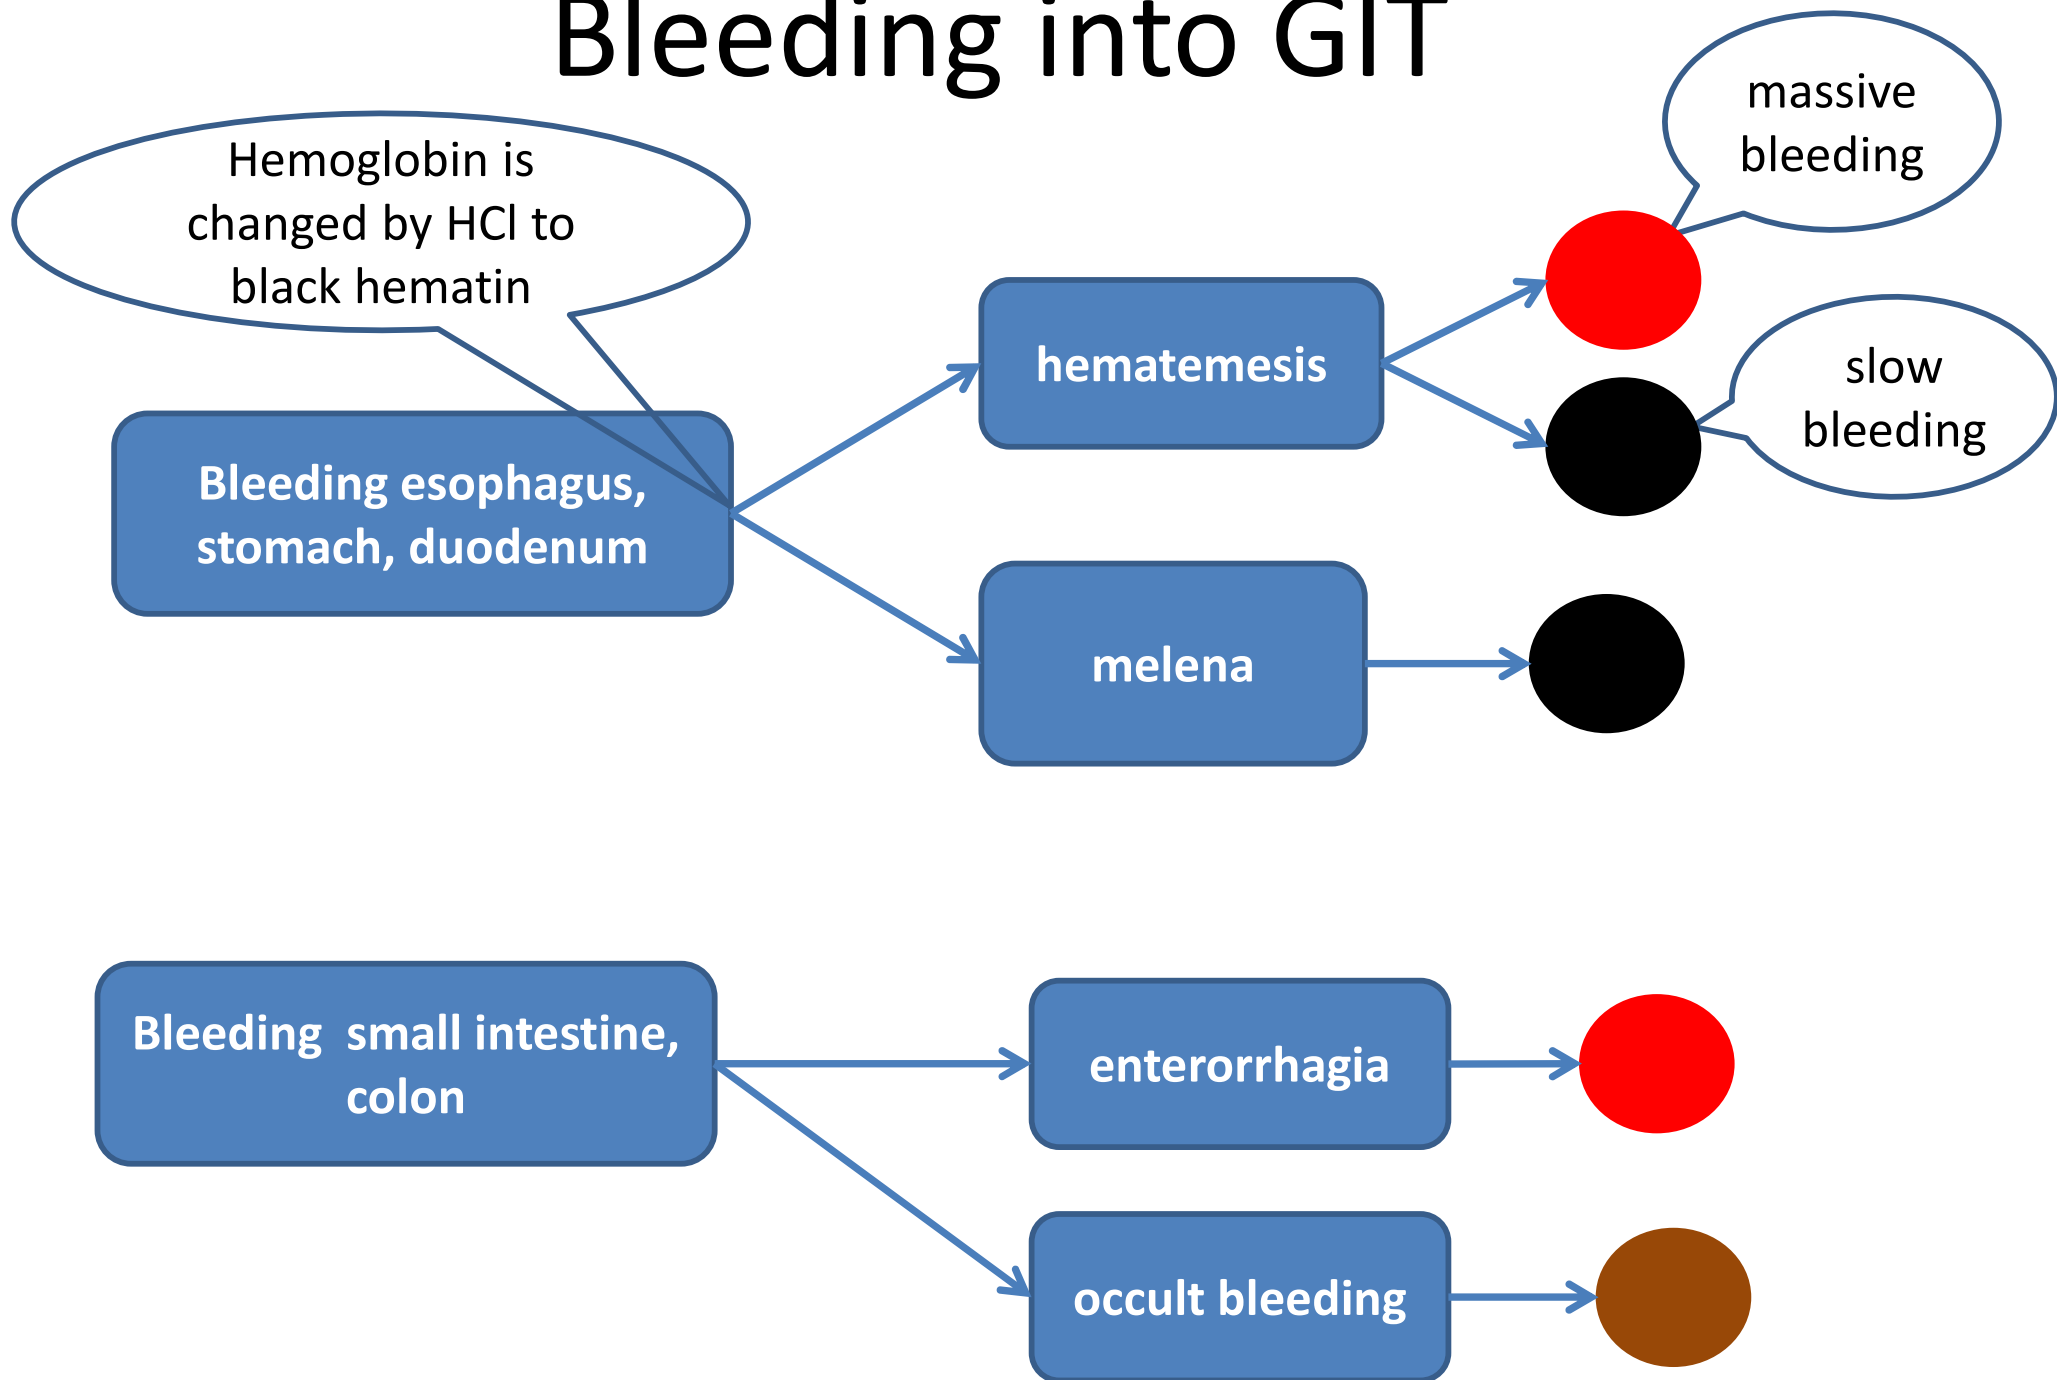 Bleeding into GIT
massive
bleeding
Hemoglobin is
changed by HCl to
black hematin
hematemesis
slow
bleeding
Bleeding esophagus,
stomach, duodenum
melena
Bleeding  small intestine,
colon
enterorrhagia
occult bleeding